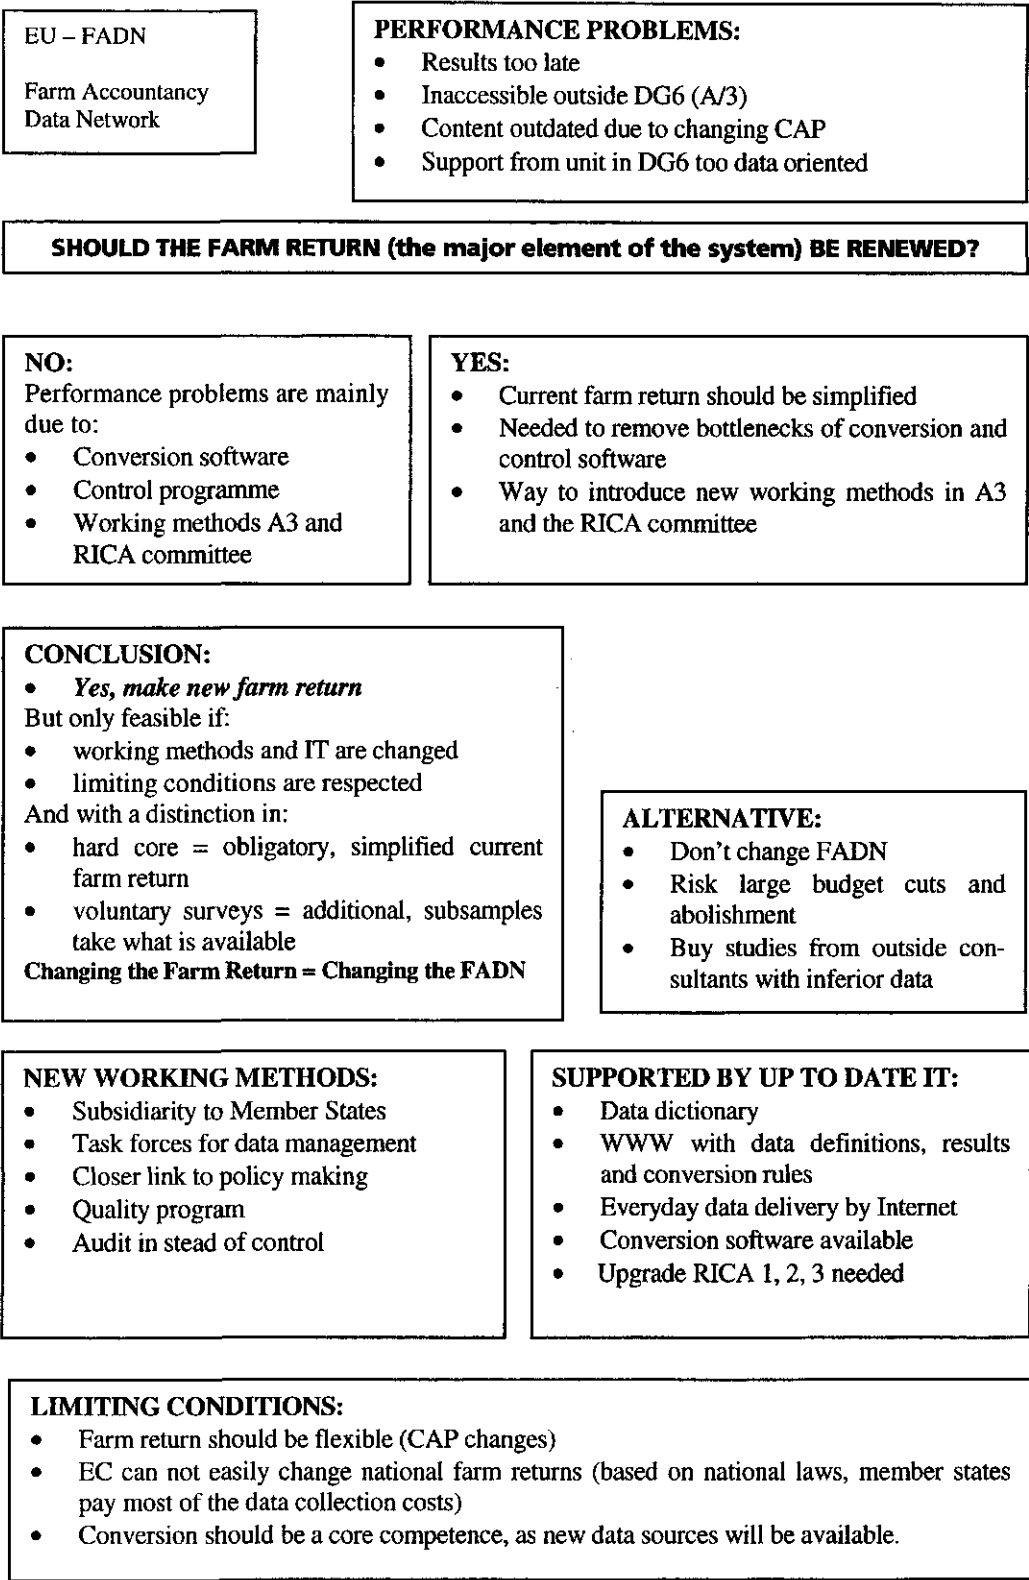 EU – FADN
Farm Accountancy
Data Network
PERFORMANCE PROBLEMS:
• Results too late
• Inaccessible outside DG6 (A/3)
• Content outdated due to changing CAP
• Support from unit in DG6 too data oriented
SHOULD THE FARM RETURN (the major element of the system) BE RENEWED?
NO:
Performance problems are mainly
due to:
• Conversion software
• Control programme
• Working methods A3 and
RICA committee
YES:
• Current farm return should be simplified
• Needed to remove bottlenecks of conversion and
control software
• Way to introduce new working methods in A3
and the RICA committee
CONCLUSION:
• Yes, make new farm return
But only feasible if:
• working methods and IT are changed
• limiting conditions are respected
And with a distinction in:
• hard core = obligatory, simplified current
farm return
• voluntary surveys = additional, subsamples
take what is available
Changing the Farm Return = Changing the FADN
ALTERNATIVE:
• Don't change FADN
• Risk large budget cuts and
abolishment
• Buy studies from outside con-
sultants with inferior data
NEW WORKING METHODS:
• Subsidiarity to Member States
• Task forces for data management
• Closer link to policy making
• Quality program
• Audit in stead of control
SUPPORTED BY UP TO DATE IT:
• Data dictionary
• WWW with data definitions, results
and conversion rules
• Everyday data delivery by Internet
• Conversion software available
• Upgrade RICA 1, 2, 3 needed
LIMITING CONDITIONS:
• Farm return should be flexible (CAP changes)
• EC can not easily change national farm returns (based on national laws, member states
pay most of the data collection costs)
• Conversion should be a core competence, as new data sources will be available.